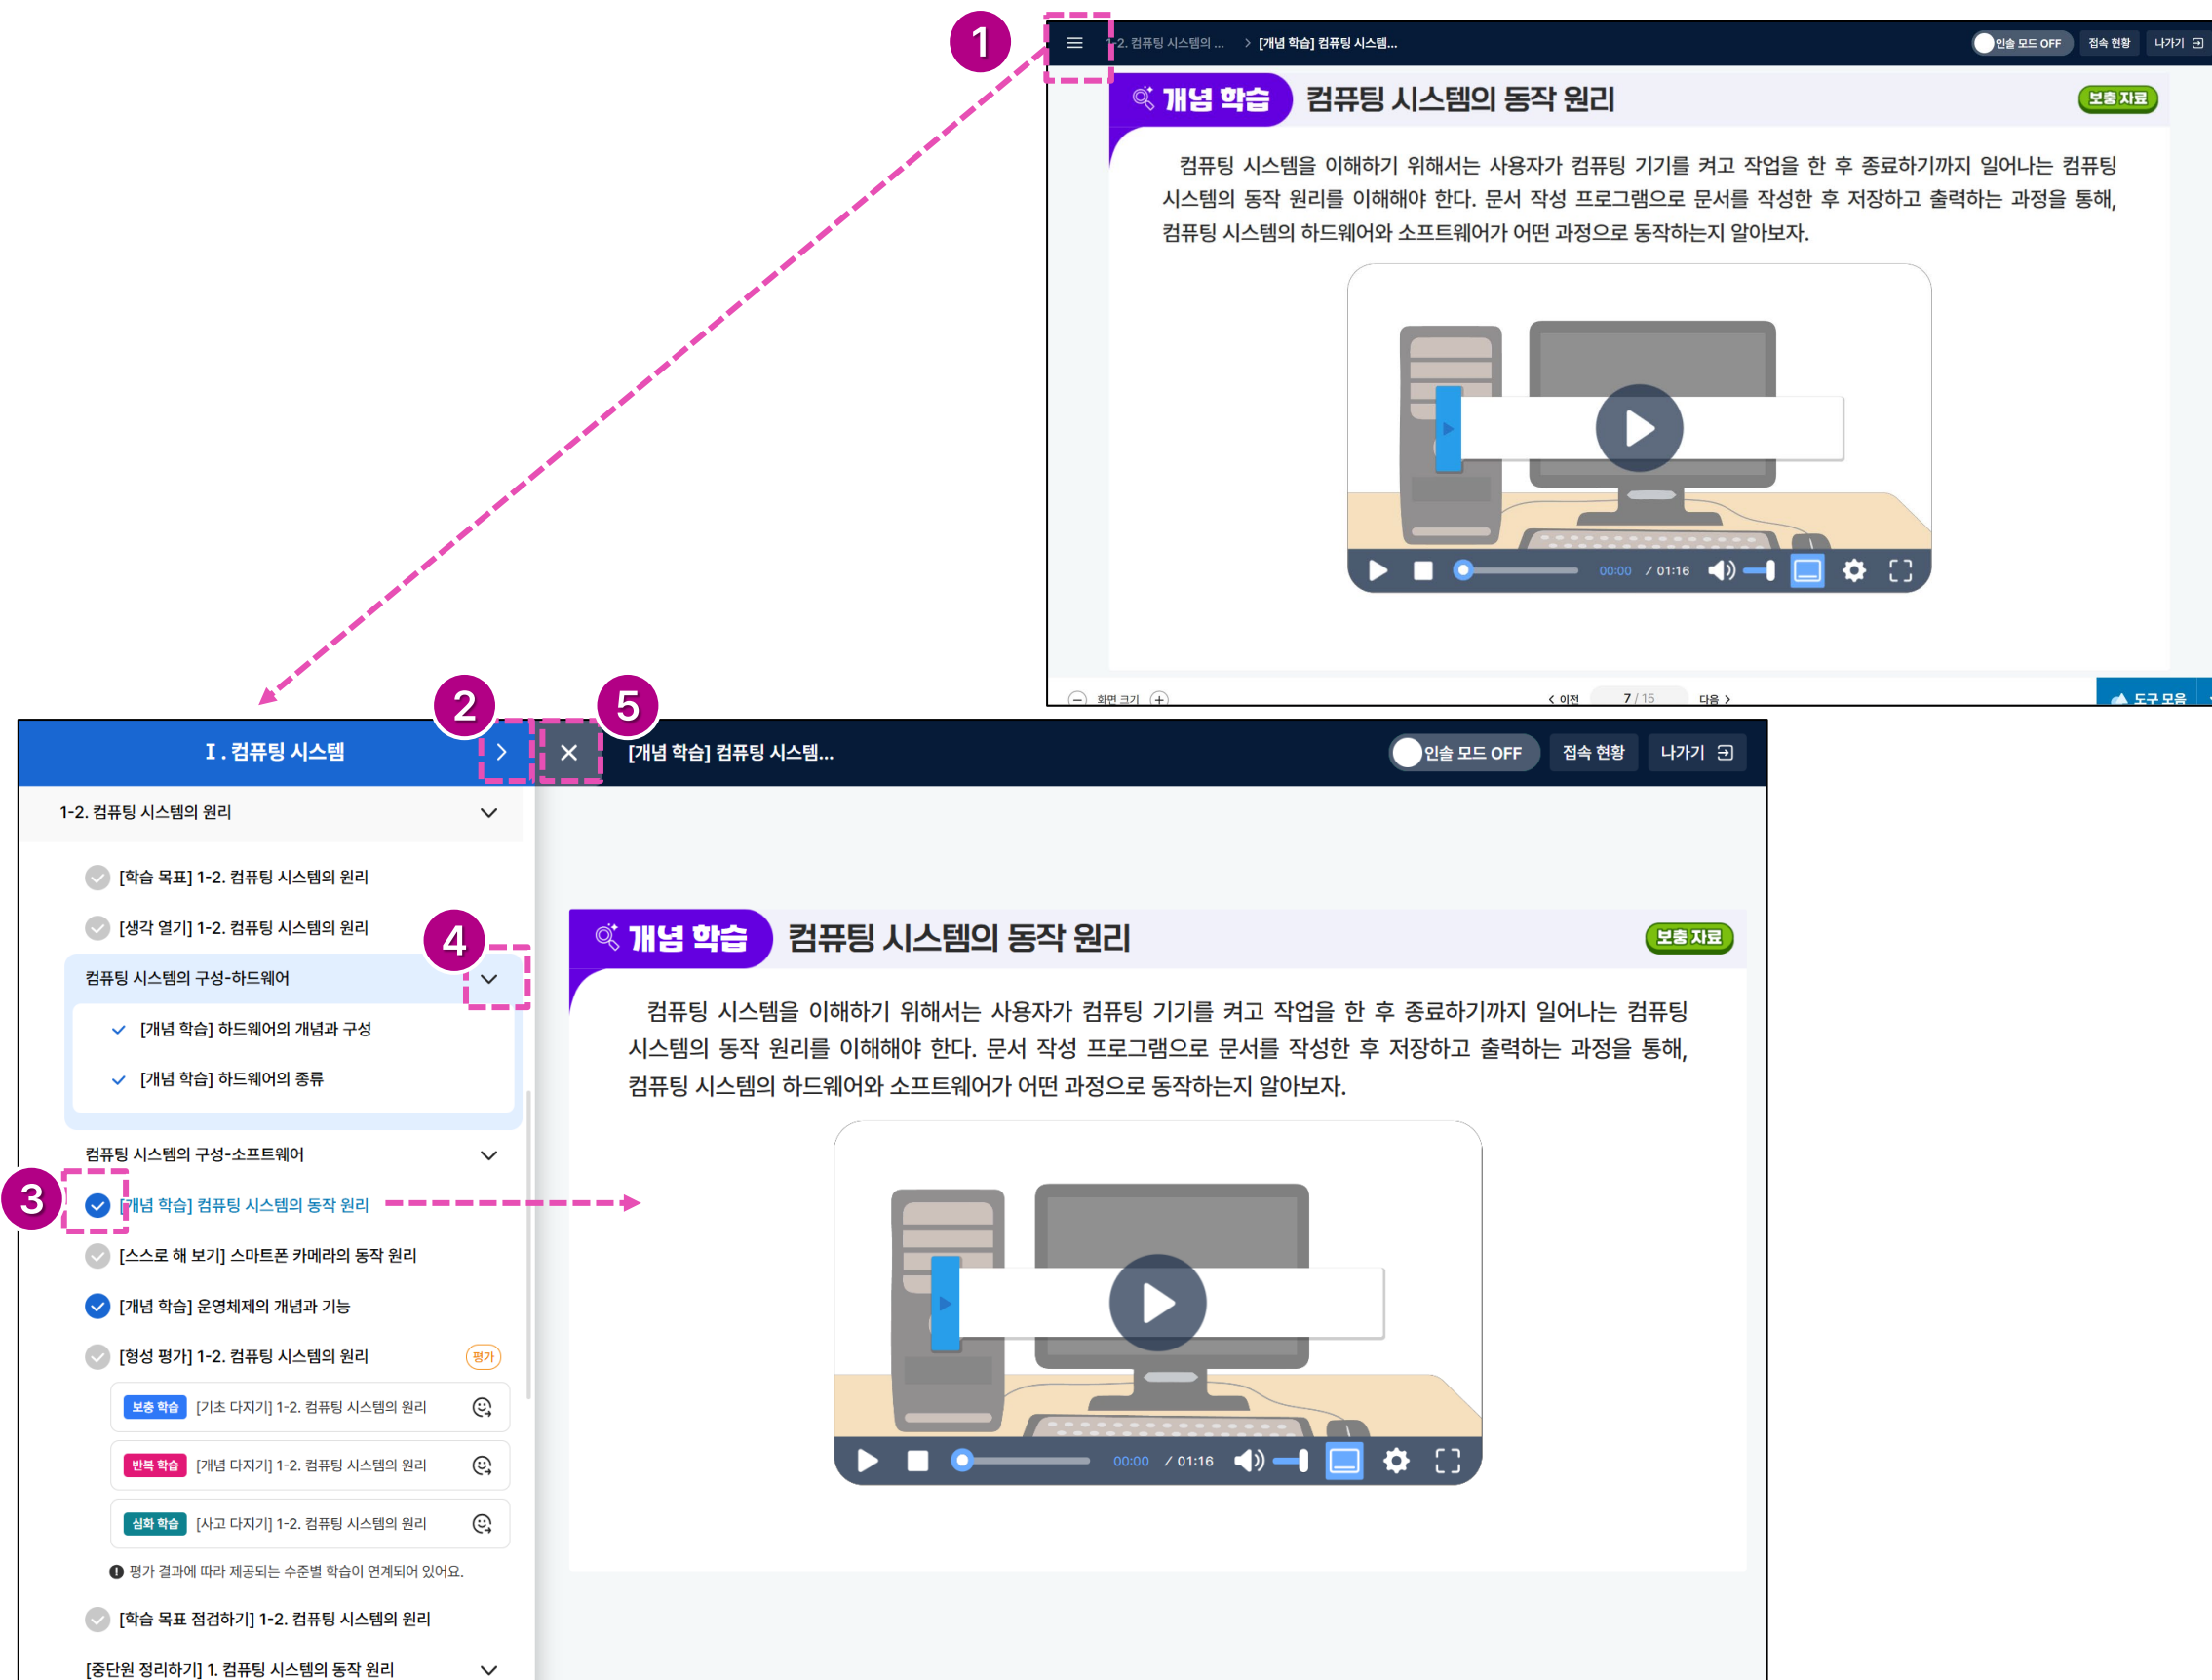 1
1-2. 컴퓨팅 시스템의 ... > [개념 학습] 컴퓨팅 시스템...
인솔 모드 OFF
접속 현황
나가기
개념 학습
컴퓨팅 시스템의 동작 원리
보충 자료
컴퓨팅 시스템을 이해하기 위해서는 사용자가 컴퓨팅 기기를 켜고 작업을 한 후 종료하기까지 일어나는 컴퓨팅
시스템의 동작 원리를 이해해야 한다. 문서 작성 프로그램으로 문서를 작성한 후 저장하고 출력하는 과정을 통해,
컴퓨팅 시스템의 하드웨어와 소프트웨어가 어떤 과정으로 동작하는지 알아보자.
00:00 / 01:16
화면 크기
< 이전 7 / 15 다음 >
도구 모음
2
5
I. 컴퓨팅 시스템
[개념 학습] 컴퓨팅 시스템...
인솔 모드 OFF
접속 현황
나가기
1-2. 컴퓨팅 시스템의 원리
[학습 목표] 1-2. 컴퓨팅 시스템의 원리
[생각 열기] 1-2. 컴퓨팅 시스템의 원리
4
컴퓨팅 시스템의 구성-하드웨어
[개념 학습] 하드웨어의 개념과 구성
[개념 학습] 하드웨어의 종류
컴퓨팅 시스템의 구성-소프트웨어
3
[개념 학습] 컴퓨팅 시스템의 동작 원리
[스스로 해 보기] 스마트폰 카메라의 동작 원리
[개념 학습] 운영체제의 개념과 기능
[형성 평가] 1-2. 컴퓨팅 시스템의 원리
평가
보충 학습 [기초 다지기] 1-2. 컴퓨팅 시스템의 원리
반복 학습 [개념 다지기] 1-2. 컴퓨팅 시스템의 원리
심화 학습 [사고 다지기] 1-2. 컴퓨팅 시스템의 원리
평가 결과에 따라 제공되는 수준별 학습이 연계되어 있어요.
[학습 목표 점검하기] 1-2. 컴퓨팅 시스템의 원리
[중단원 정리하기] 1. 컴퓨팅 시스템의 동작 원리
개념 학습
컴퓨팅 시스템의 동작 원리
보충 자료
컴퓨팅 시스템을 이해하기 위해서는 사용자가 컴퓨팅 기기를 켜고 작업을 한 후 종료하기까지 일어나는 컴퓨팅
시스템의 동작 원리를 이해해야 한다. 문서 작성 프로그램으로 문서를 작성한 후 저장하고 출력하는 과정을 통해,
컴퓨팅 시스템의 하드웨어와 소프트웨어가 어떤 과정으로 동작하는지 알아보자.
00:00 / 01:16